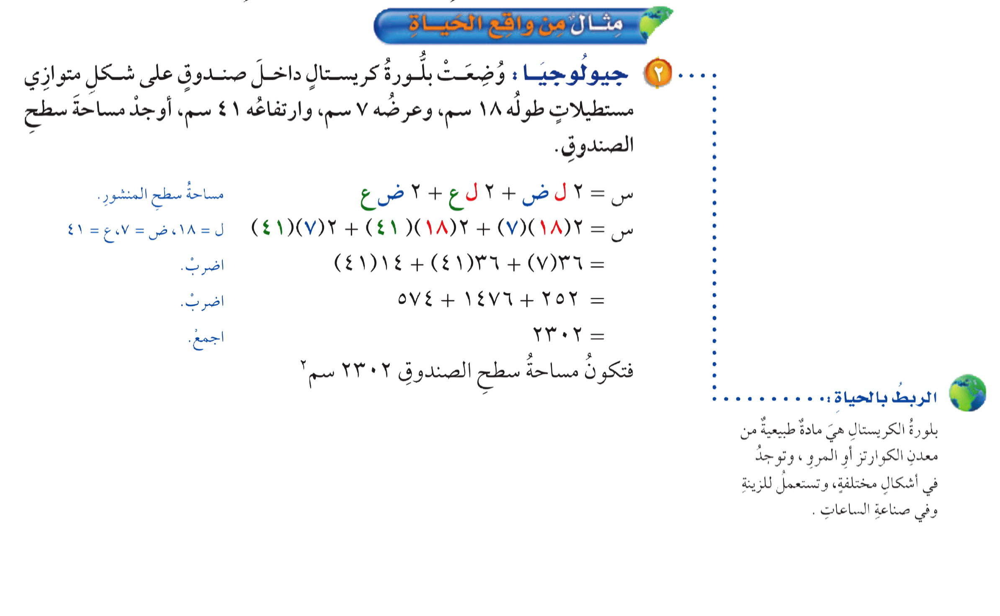 مِثَالٌ مِن واقِعِ الحَيَاةِ
٢ جيولُوجيَا: وُضِعَتْ بلُّورةُ كريستالٍ داخلَ صندوقٍ على شكلِ متوازِي
مستطيلاتٍ طولُه ١٨ سم، وعرضُه ٧ سم، وارتفاعُه ٤١ سم، أوجدْ مساحةَ سطحِ
الصندوقِ.
س = ٢ ل ض + ٢ ل ع + ٢ ض ع مساحةُ سطحِ المنشورِ.
س = ٢(١٨)(٧) + ٢(١٨)(٤١) + ٢(٧)(٤١) ل = ١٨، ض = ٧، ع = ٤١
= ٣٦(٧) + ٣٦(٤١) + ١٤(٤١) اضربْ.
= ٢٥٢ + ١٤٧٦ + ٥٧٤ اضربْ.
= ٢٣٠٢ اجمعْ.
فتكونُ مساحةُ سطحِ الصندوقِ ٢٣٠٢ سم٢
الربطُ بالحياةِ:
بلورةُ الكريستالِ هيَ مادةٌ طبيعيةٌ من
معدنِ الكوارتز أوِ المروِ، وتوجدُ
في أشكالٍ مختلفةٍ، وتستعملُ للزينةِ
وفي صناعةِ الساعاتِ.